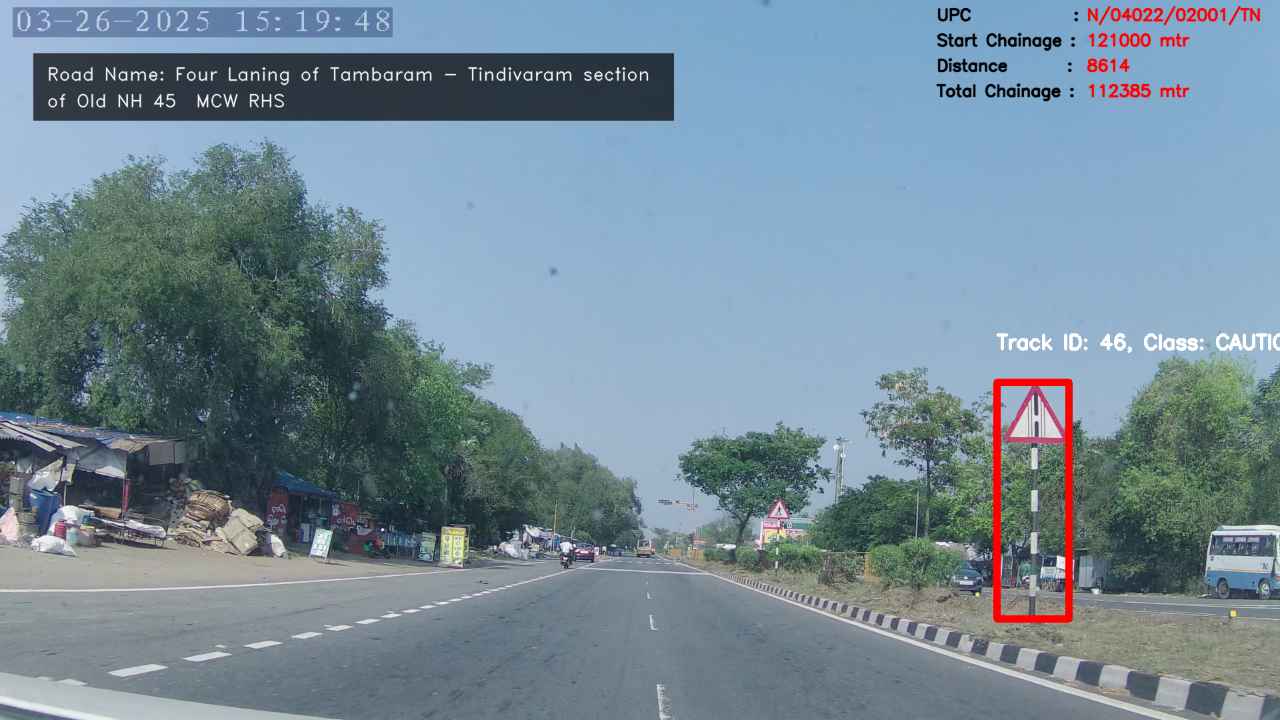 03-26-2025 15:19:48
Road Name: Four Laning of Tambaram - Tindivaram section
of Old NH 45 MCW RHS
UPC : N/04022/02001/TN
Start Chainage : 121000 mtr
Distance : 8614
Total Chainage : 112385 mtr
Track ID: 46, Class: CAUTIO